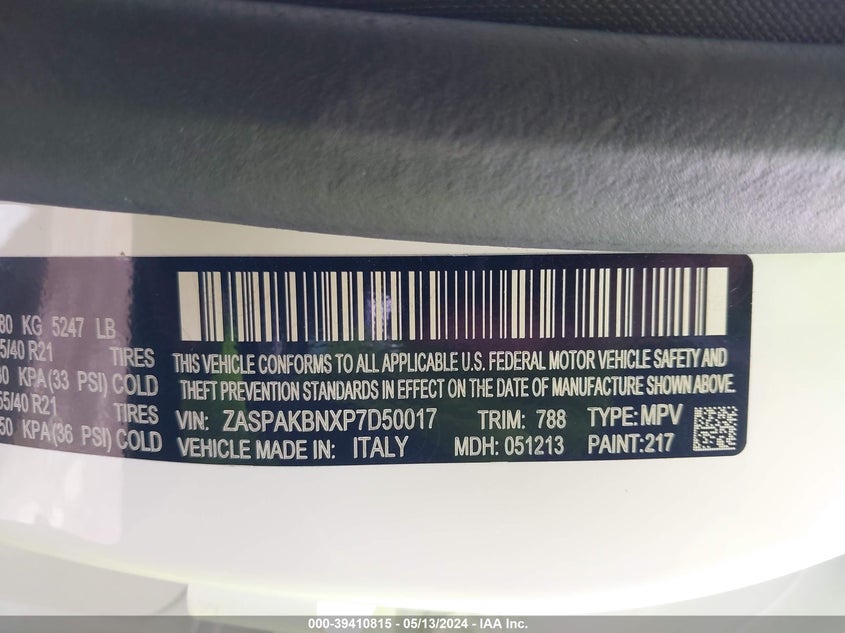 80 KG 5247 LB
5/40 R21 TIRES
KPA(33 PSI) COLD
55/40 R21 TIRES
50 KPA(36 PSI) COLD
THIS VEHICLE CONFORMS TO ALL APPLICABLE U.S. FEDERAL MOTOR VEHICLE SAFETY AND
THEFT PREVENTION STANDARDS IN EFFECT ON THE DATE OF MANUFACTURE SHOWN ABOVE.
VIN: ZASPAKBNXP7D50017 TRIM: 788 TYPE: MPV
VEHICLE MADE IN: ITALY MDH: 051213 PAINT: 217
000-39410815 - 05/13/2024 - IAA Inc.